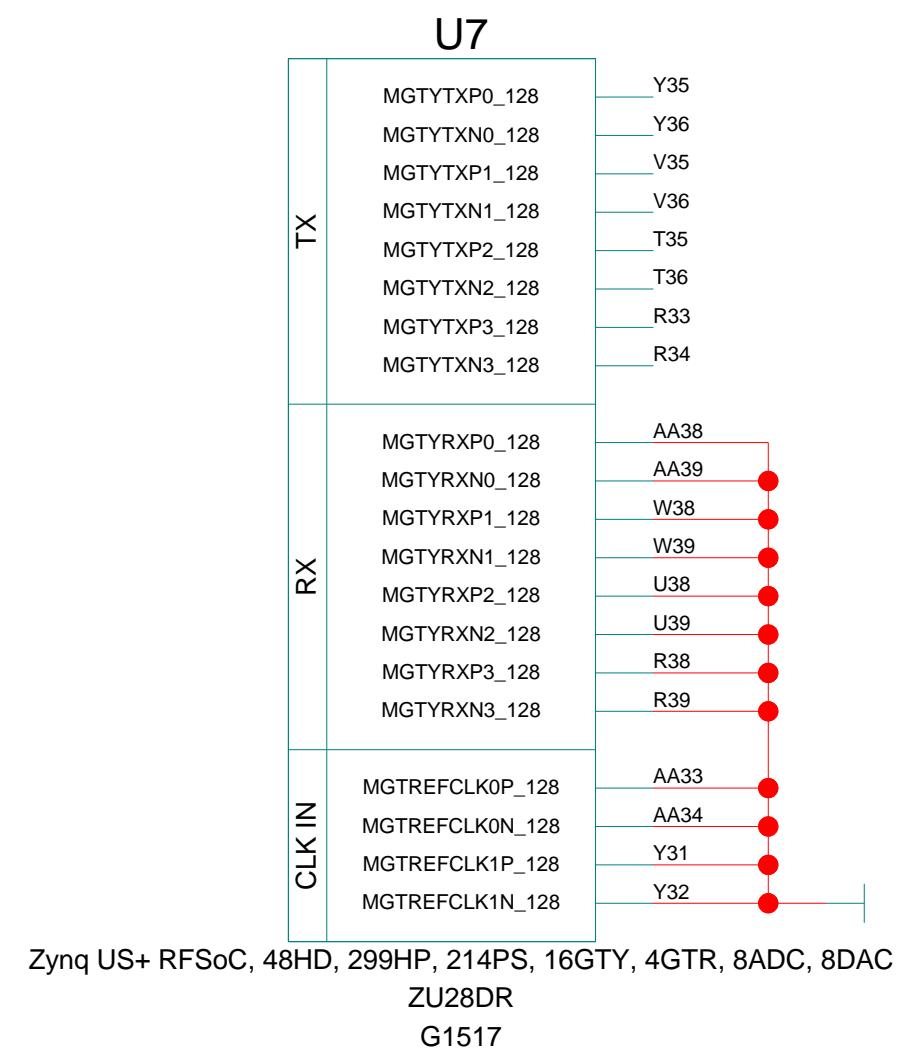 U7
TX
MGTYTXP0_128 Y35
MGTYTXN0_128 Y36
MGTYTXP1_128 V35
MGTYTXN1_128 V36
MGTYTXP2_128 T35
MGTYTXN2_128 T36
MGTYTXP3_128 R33
MGTYTXN3_128 R34
RX
MGTYRXP0_128 AA38
MGTYRXN0_128 AA39
MGTYRXP1_128 W38
MGTYRXN1_128 W39
MGTYRXP2_128 U38
MGTYRXN2_128 U39
MGTYRXP3_128 R38
MGTYRXN3_128 R39
CLK IN
MGTREFCLK0P_128 AA33
MGTREFCLK0N_128 AA34
MGTREFCLK1P_128 Y31
MGTREFCLK1N_128 Y32
Zynq US+ RFSoC, 48HD, 299HP, 214PS, 16GTY, 4GTR, 8ADC, 8DAC
ZU28DR
G1517